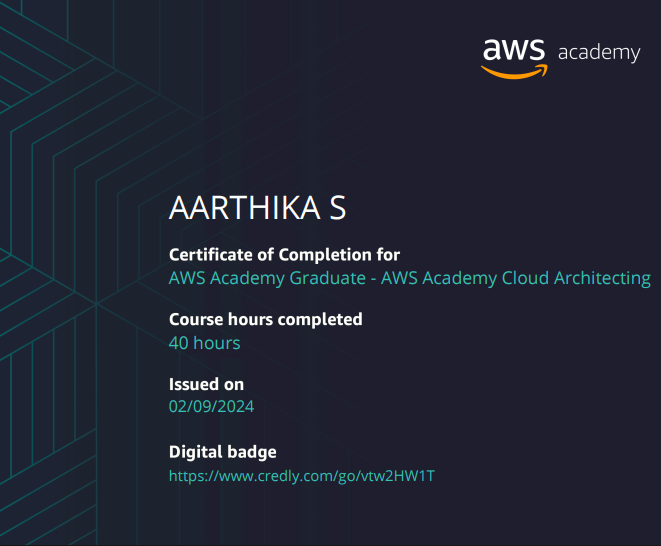 aws academy
AARTHIKA S
Certificate of Completion for
AWS Academy Graduate - AWS Academy Cloud Architecting
Course hours completed
40 hours
Issued on
02/09/2024
Digital badge
https://www.credly.com/go/vtw2HW1T